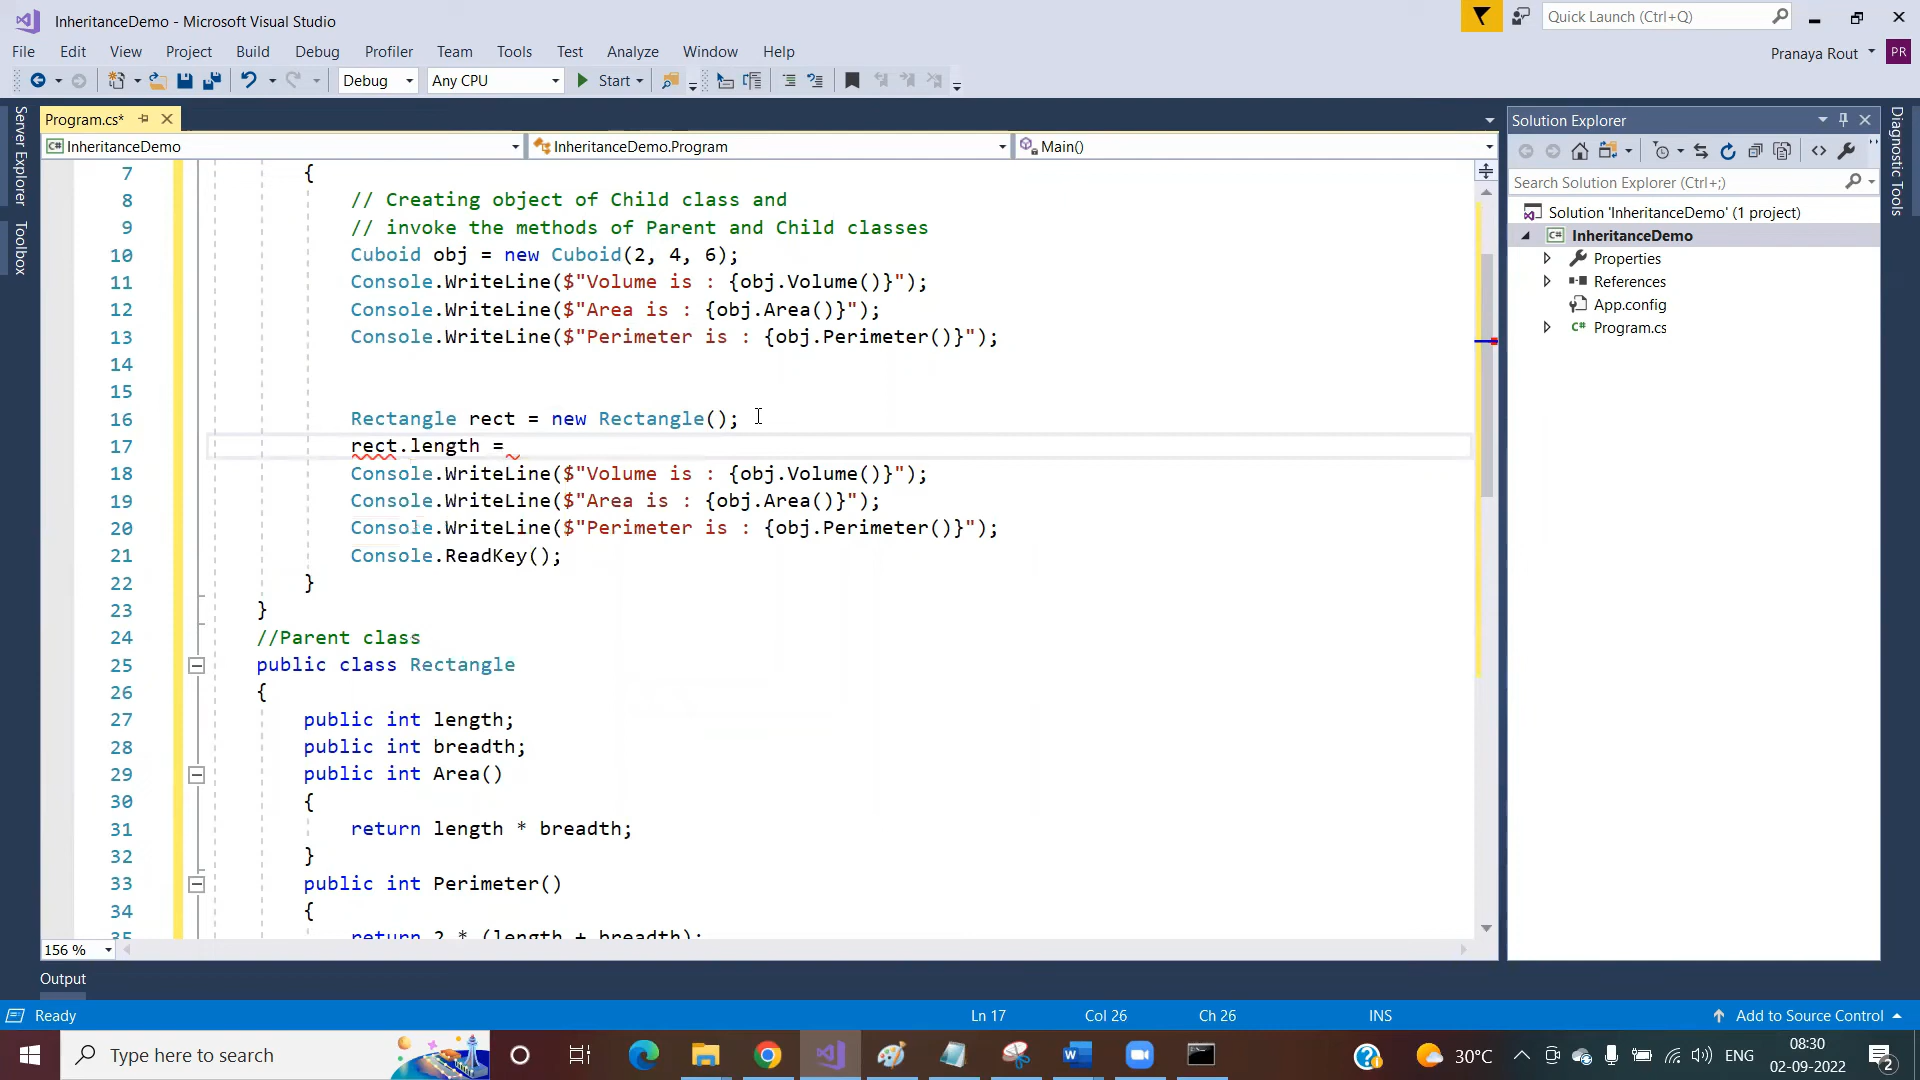 InheritanceDemo - Microsoft Visual Studio
Quick Launch (Ctrl+Q)
File Edit View Project Build Debug Profiler Team Tools Test Analyze Window Help
Pranaya Rout PR
Debug Any CPU Start
Server Explorer
Toolbox
Program.cs*
InheritanceDemo InheritanceDemo.Program Main()
7 {
8 // Creating object of Child class and
9 // invoke the methods of Parent and Child classes
10 Cuboid obj = new Cuboid(2, 4, 6);
11 Console.WriteLine($"Volume is : {obj.Volume()}");
12 Console.WriteLine($"Area is : {obj.Area()}");
13 Console.WriteLine($"Perimeter is : {obj.Perimeter()}");
14
15
16 Rectangle rect = new Rectangle();
17 rect.length =
18 Console.WriteLine($"Volume is : {obj.Volume()}");
19 Console.WriteLine($"Area is : {obj.Area()}");
20 Console.WriteLine($"Perimeter is : {obj.Perimeter()}");
21 Console.ReadKey();
22 }
23 }
24 //Parent class
25 public class Rectangle
26 {
27 public int length;
28 public int breadth;
29 public int Area()
30 {
31 return length * breadth;
32 }
33 public int Perimeter()
34 {
35 return 2 * (length + breadth);
156 %
Solution Explorer
Search Solution Explorer (Ctrl+;)
Solution 'InheritanceDemo' (1 project)
C# InheritanceDemo
Properties
References
App.config
C# Program.cs
Diagnostic Tools
Output
Ready Ln 17 Col 26 Ch 26 INS Add to Source Control
Type here to search
30°C ENG
08:30
02-09-2022
2